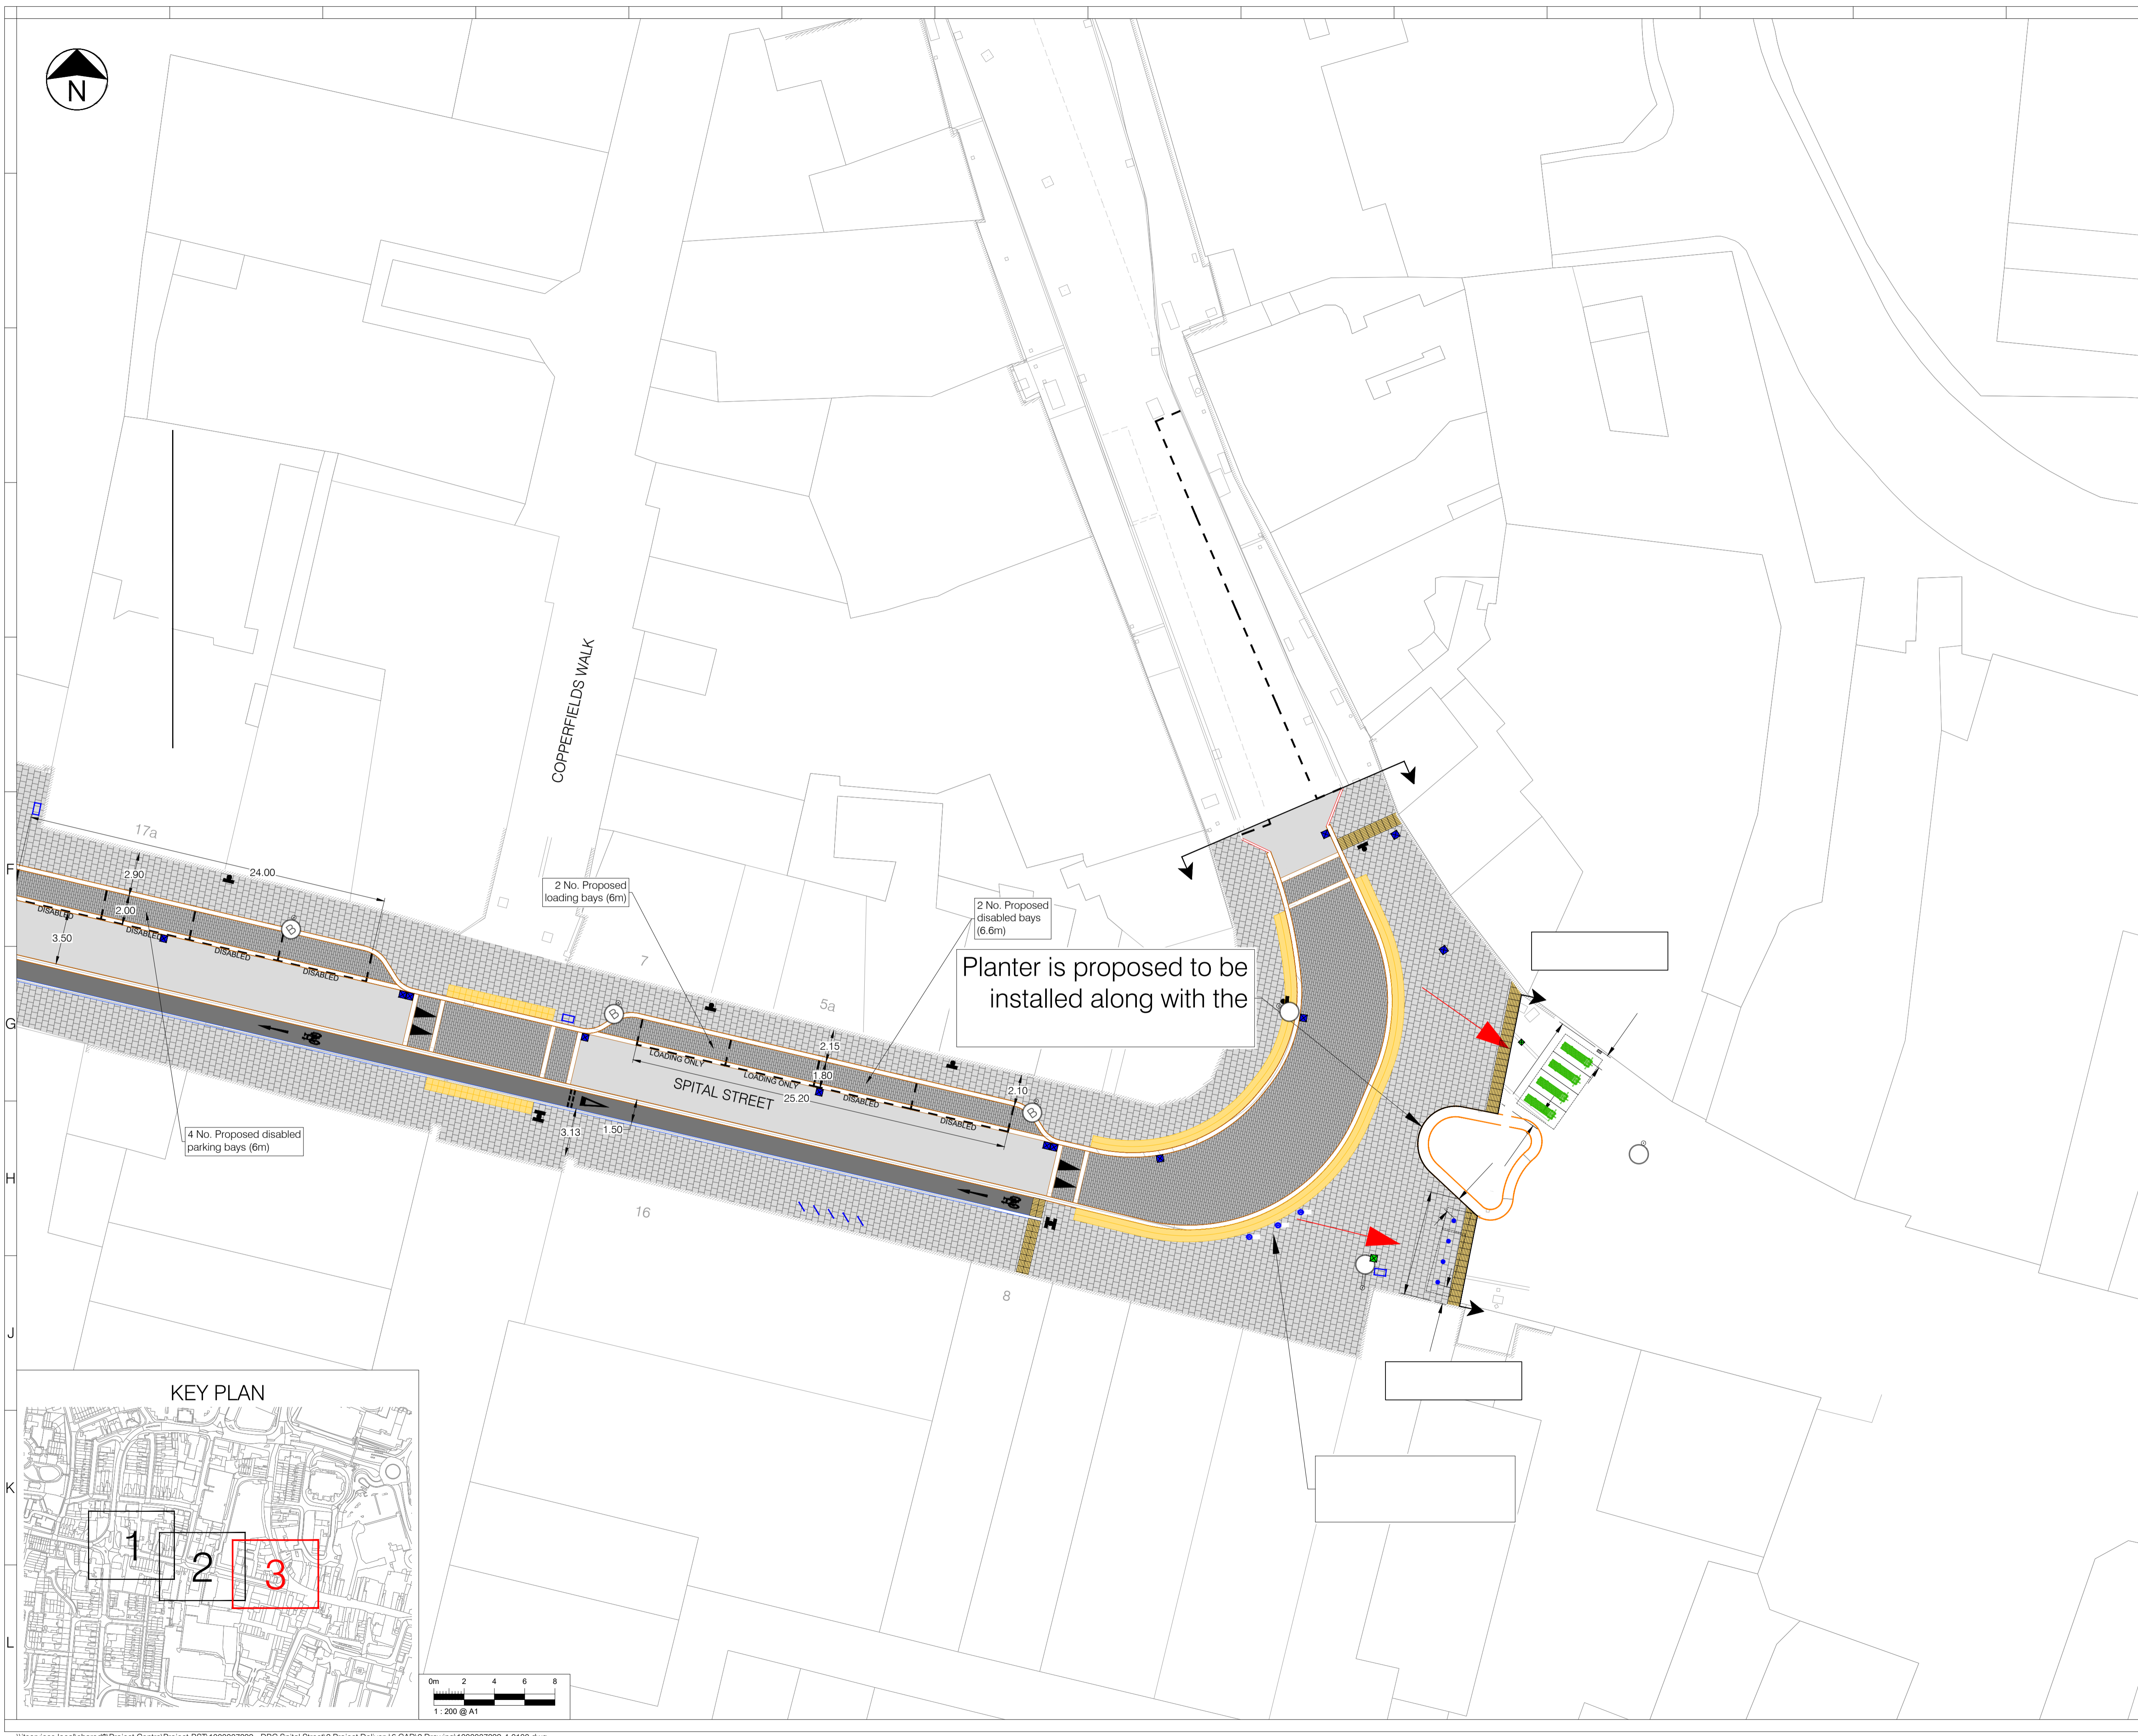 N
COPPERFIELDS WALK
17a
24.00
2.90
2.00
3.50
DISABLED
DISABLED
DISABLED
DISABLED
B
2 No. Proposed
loading bays (6m)
2 No. Proposed
disabled bays
(6.6m)
Planter is proposed to be
installed along with the
7
5a
B
2.15
1.80
LOADING ONLY
LOADING ONLY
DISABLED
DISABLED
25.20
2.10
B
SPITAL STREET
3.13
1.50
4 No. Proposed disabled
parking bays (6m)
16
8
F
G
H
J
K
L
KEY PLAN
1
2
3
0m 2 4 6 8
1 : 200 @ A1